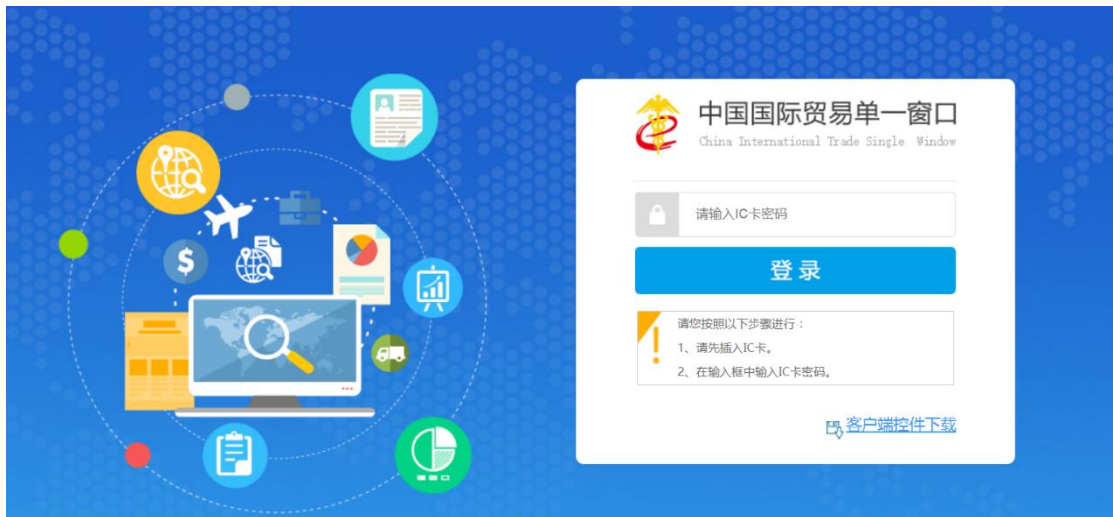 中国国际贸易单一窗口
China International Trade Single Window
请输入IC卡密码
登录
请您按照以下步骤进行：
1、请先插入IC卡。
2、在输入框中输入IC卡密码。
客户端控件下载